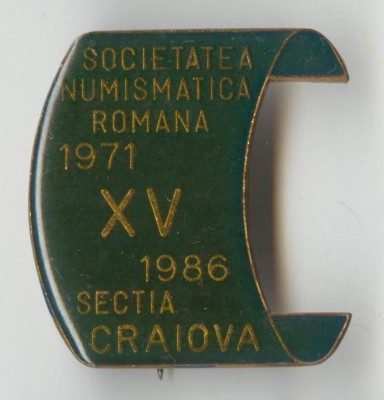 SOCIETATEA
NUMISMATICA
ROMANA
1971
XV
1986
SECTIA
CRAIOVA